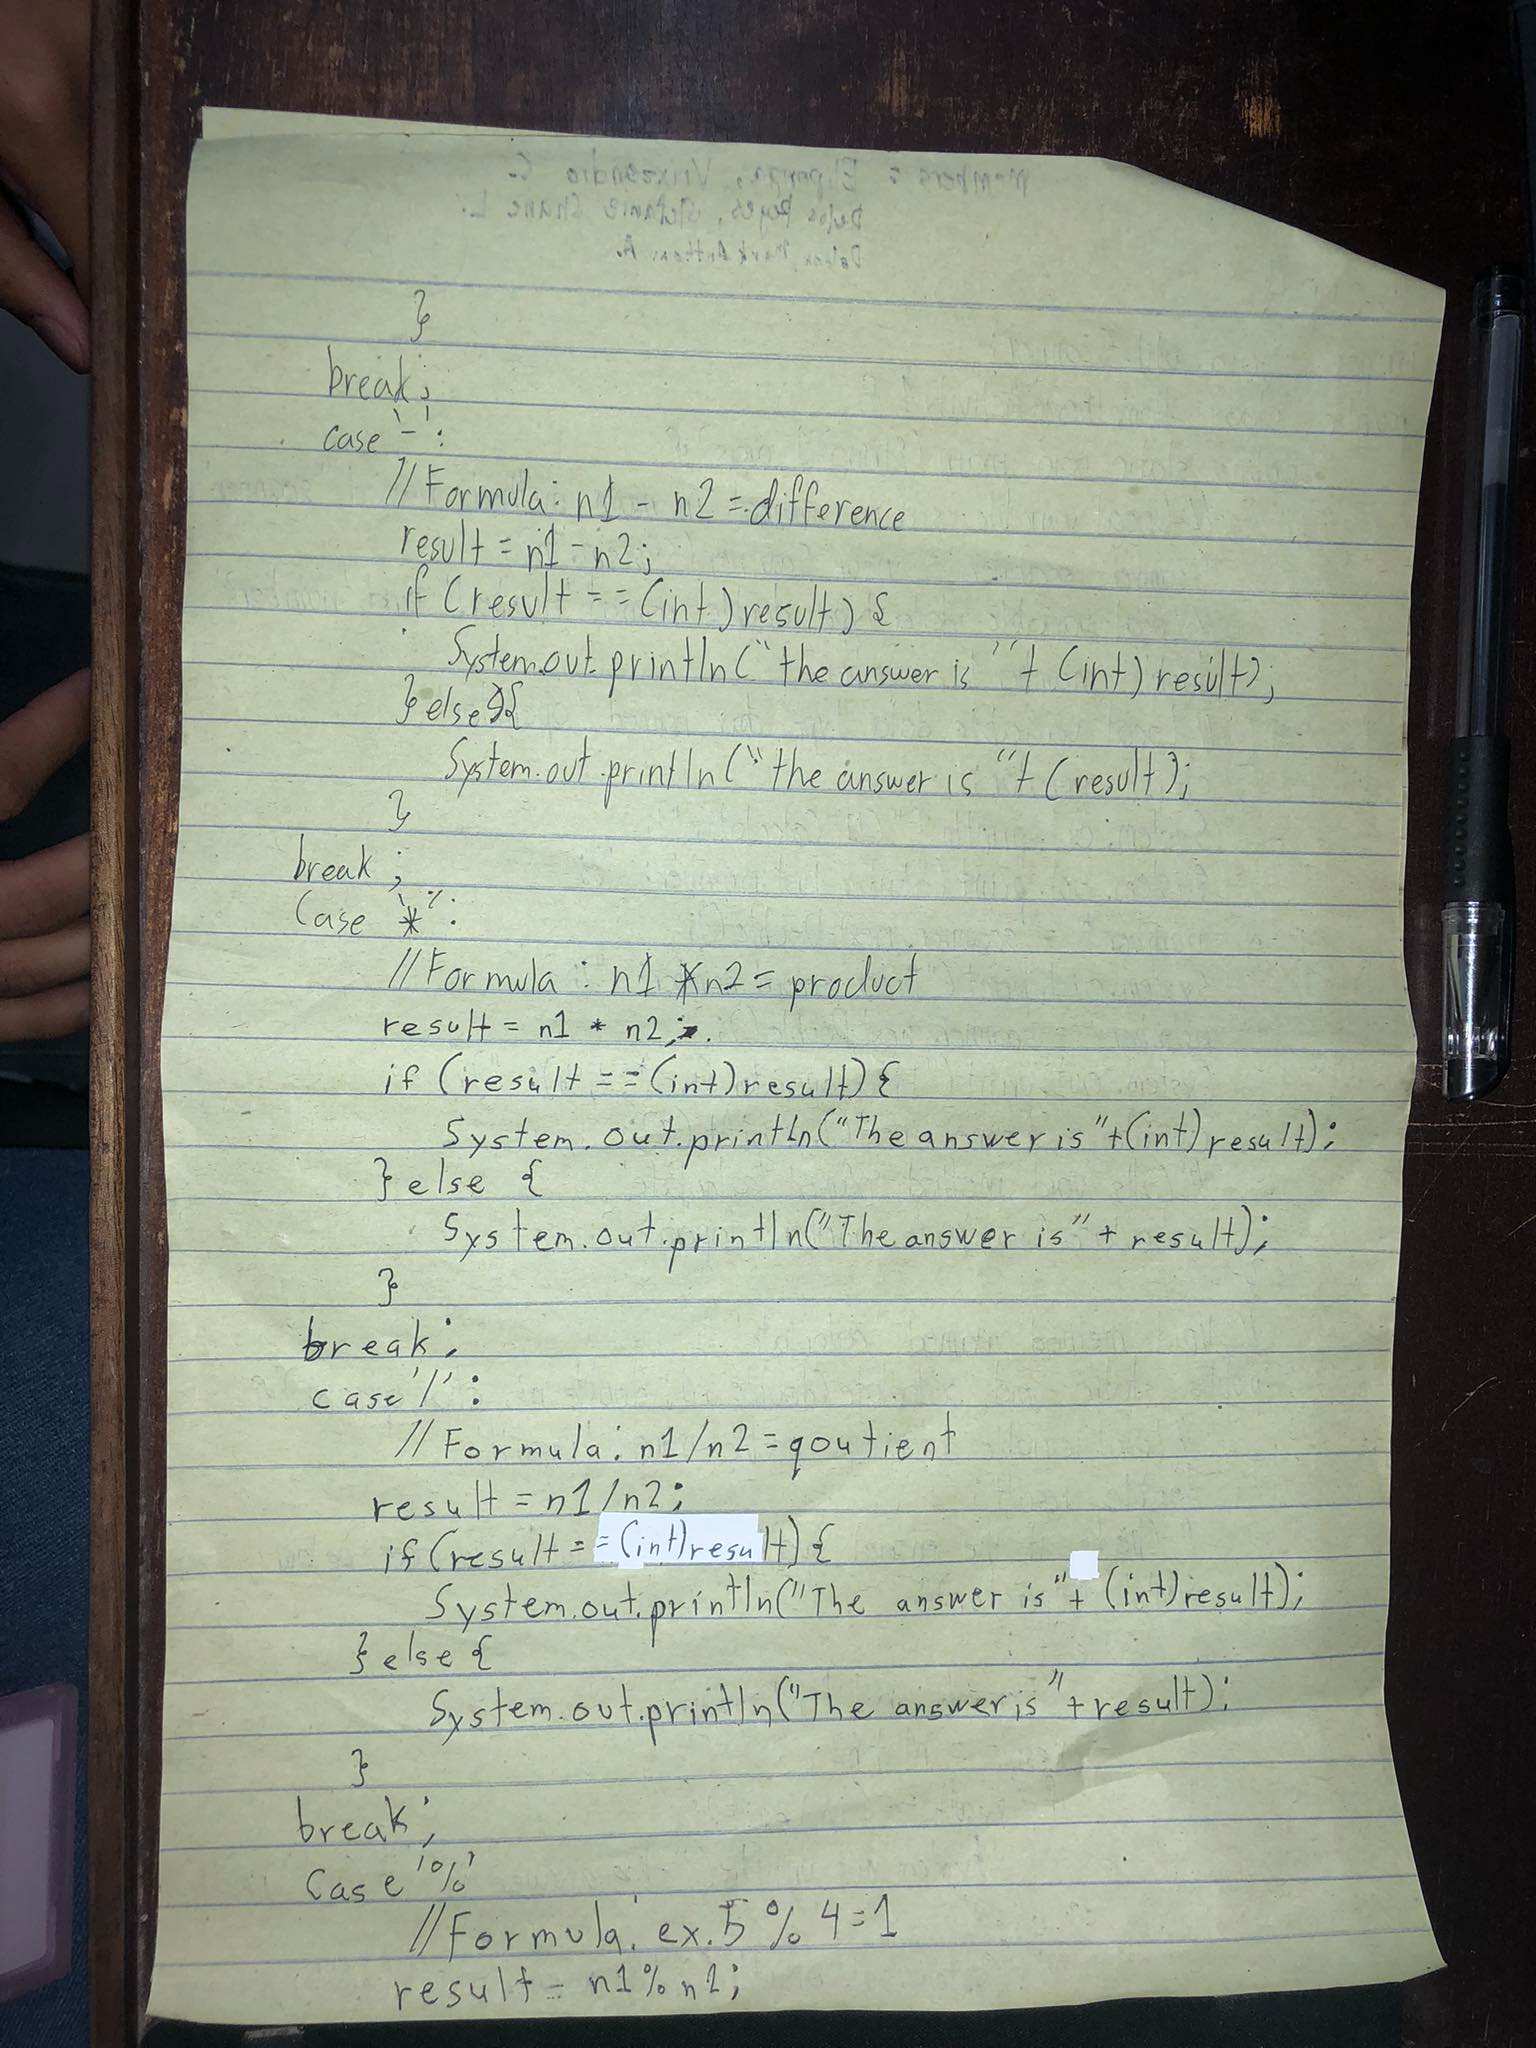 }
break;
case '-':
//Formula: n1 - n2 = difference
result = n1 - n2;
if (result == (int) result) {
System.out.println("the answer is " + (int) result);
} else {
System.out.println("the answer is " + (result);
}
break;
Case '*':
//Formula : n1 * n2 = product
result = n1 * n2;
if (result == (int) result) {
System.out.println("The answer is "+(int) result);
} else {
System.out.println("The answer is" + result);
}
break;
case '/':
//Formula: n1/n2 = qoutient
result = n1/n2;
if (result == (int) result) {
System.out.println("The answer is "+ (int) result);
} else {
System.out.println("The answer is "+ result);
}
break;
Case '%'
//Formula: ex. 5 % 4 = 1
result = n1 % n2;